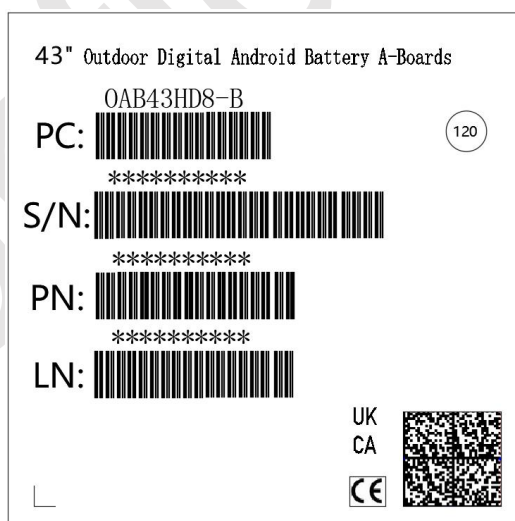 43" Outdoor Digital Android Battery A-Boards
OAB43HD8-B
PC:
120
**********
S/N:
**********
PN:
**********
LN:
UK
CA
CE